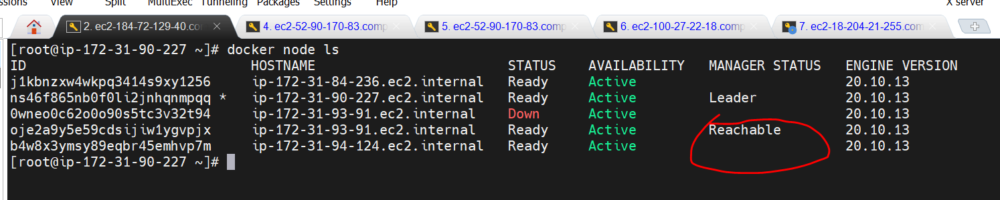 ssions View Split MultiExec Tunneling Packages Settings Help X server
2. ec2-184-72-129-40.co 4. ec2-52-90-170-83.comp 5. ec2-52-90-170-83.comp 6. ec2-100-27-22-18.comp 7. ec2-18-204-21-255.com
[root@ip-172-31-90-227 ~]# docker node ls
ID HOSTNAME STATUS AVAILABILITY MANAGER STATUS ENGINE VERSION
j1kbnzxw4wkpq3414s9xy1256 ip-172-31-84-236.ec2.internal Ready Active 20.10.13
ns46f865nb0f0li2jnhqnmpqq * ip-172-31-90-227.ec2.internal Ready Active Leader 20.10.13
0wneo0c62o0o90s5tc3v32t94 ip-172-31-93-91.ec2.internal Down Active 20.10.13
oje2a9y5e59cdsijiw1ygvpjx ip-172-31-93-91.ec2.internal Ready Active Reachable 20.10.13
b4w8x3ymsy89eqbr45emhvp7m ip-172-31-94-124.ec2.internal Ready Active 20.10.13
[root@ip-172-31-90-227 ~]#